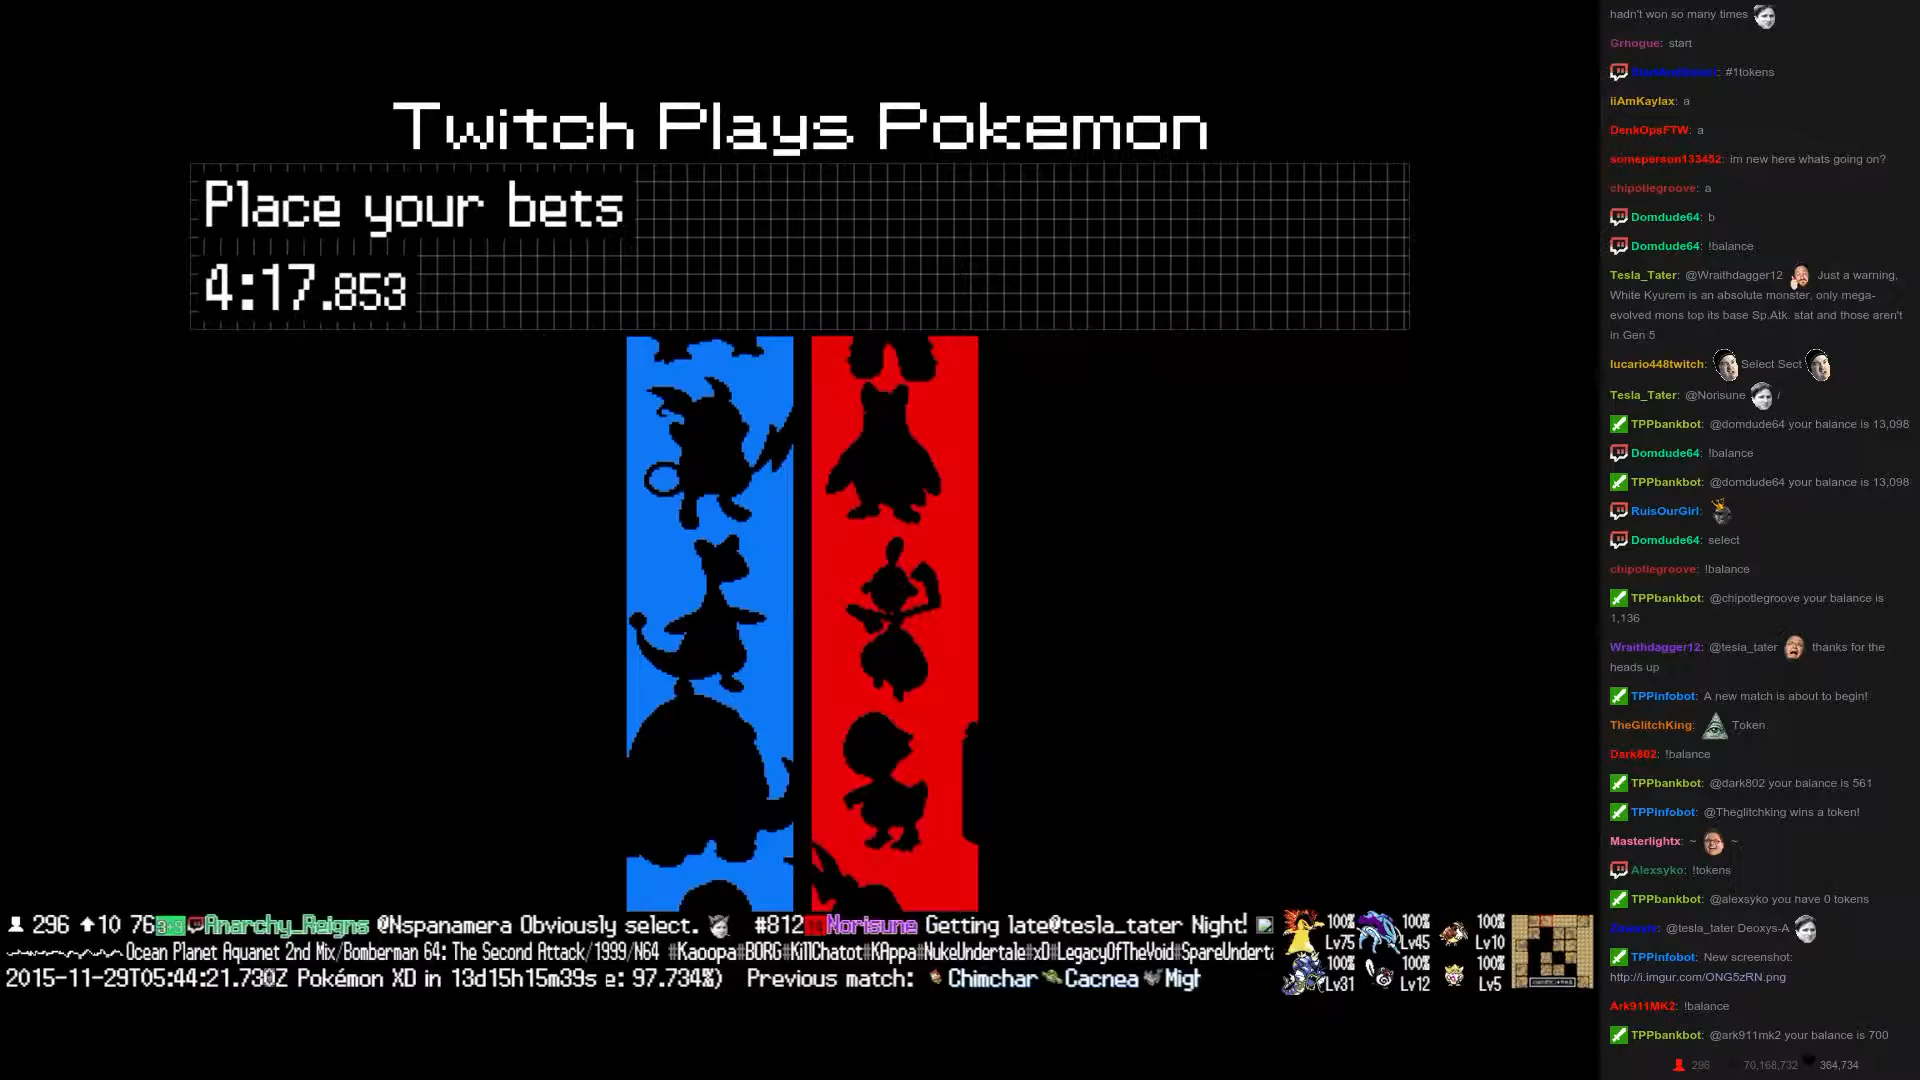 Twitch Plays Pokemon
Place your bets
4:17.853
296 10 76 Anarchy_Reigns @Nspanamera Obviously select. #812 Norisune Getting late@tesla_tater Night!
Ocean Planet Aquanet 2nd Mix/Bomberman 64: The Second Attack/1999/N64 #Kaoopa#BORG#KillChatot#KAppa#NukeUndertale#xD#LegacyOfTheVoid#SpareUnderta
2015-11-29T05:44:21.730Z Pokémon XD in 13d15h15m39s e: 97.734%) Previous match: Chimchar Cacnea Migh
100% 100% 100%
Lv75 Lv45 Lv10
100% 100% 100%
Lv31 Lv12 Lv5
hadn't won so many times
Grhogue: start
#1tokens
iiAmKaylax: a
DenkOpsFTW: a
someperson133452: im new here whats going on?
chipotlegroove: a
Domdude64: b
Domdude64: !balance
Tesla_Tater: @Wraithdagger12 Just a warning,
White Kyurem is an absolute monster, only mega-
evolved mons top its base Sp.Atk. stat and those aren't
in Gen 5
lucario448twitch: Select Sect
Tesla_Tater: @Norisune /
TPPbankbot: @domdude64 your balance is 13,098
Domdude64: !balance
TPPbankbot: @domdude64 your balance is 13,098
RuisOurGirl:
Domdude64: select
chipotlegroove: !balance
TPPbankbot: @chipotlegroove your balance is
1,136
Wraithdagger12: @tesla_tater thanks for the
heads up
TPPinfobot: A new match is about to begin!
TheGlitchKing: Token
Dark802: !balance
TPPbankbot: @dark802 your balance is 561
TPPinfobot: @Theglitchking wins a token!
Masterlightx: ~ ~
Alexsyko: !tokens
TPPbankbot: @alexsyko you have 0 tokens
@tesla_tater Deoxys-A
TPPinfobot: New screenshot:
http://i.imgur.com/ONG5zRN.png
Ark911MK2: !balance
TPPbankbot: @ark911mk2 your balance is 700
296 70,168,732 364,734